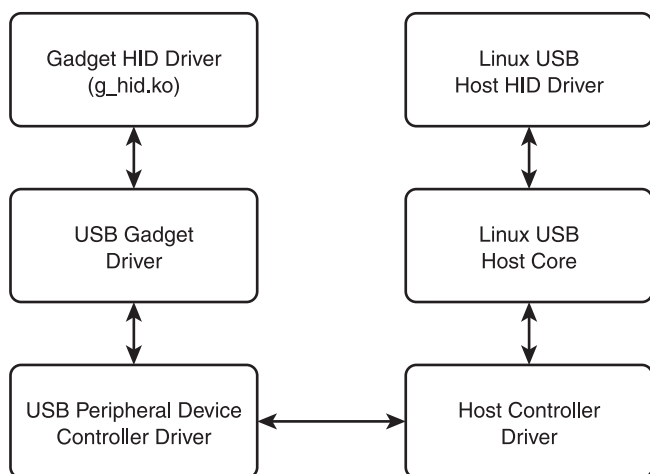 Gadget HID Driver
(g_hid.ko)
Linux USB
Host HID Driver
USB Gadget
Driver
Linux USB
Host Core
USB Peripheral Device
Controller Driver
Host Controller
Driver